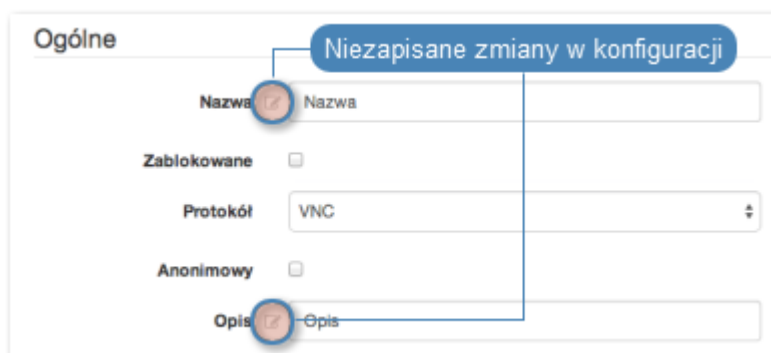 Ogólne
Niezapisane zmiany w konfiguracji
Nazwa Nazwa
Zablokowane
Protokół VNC
Anonimowy
Opis Opis